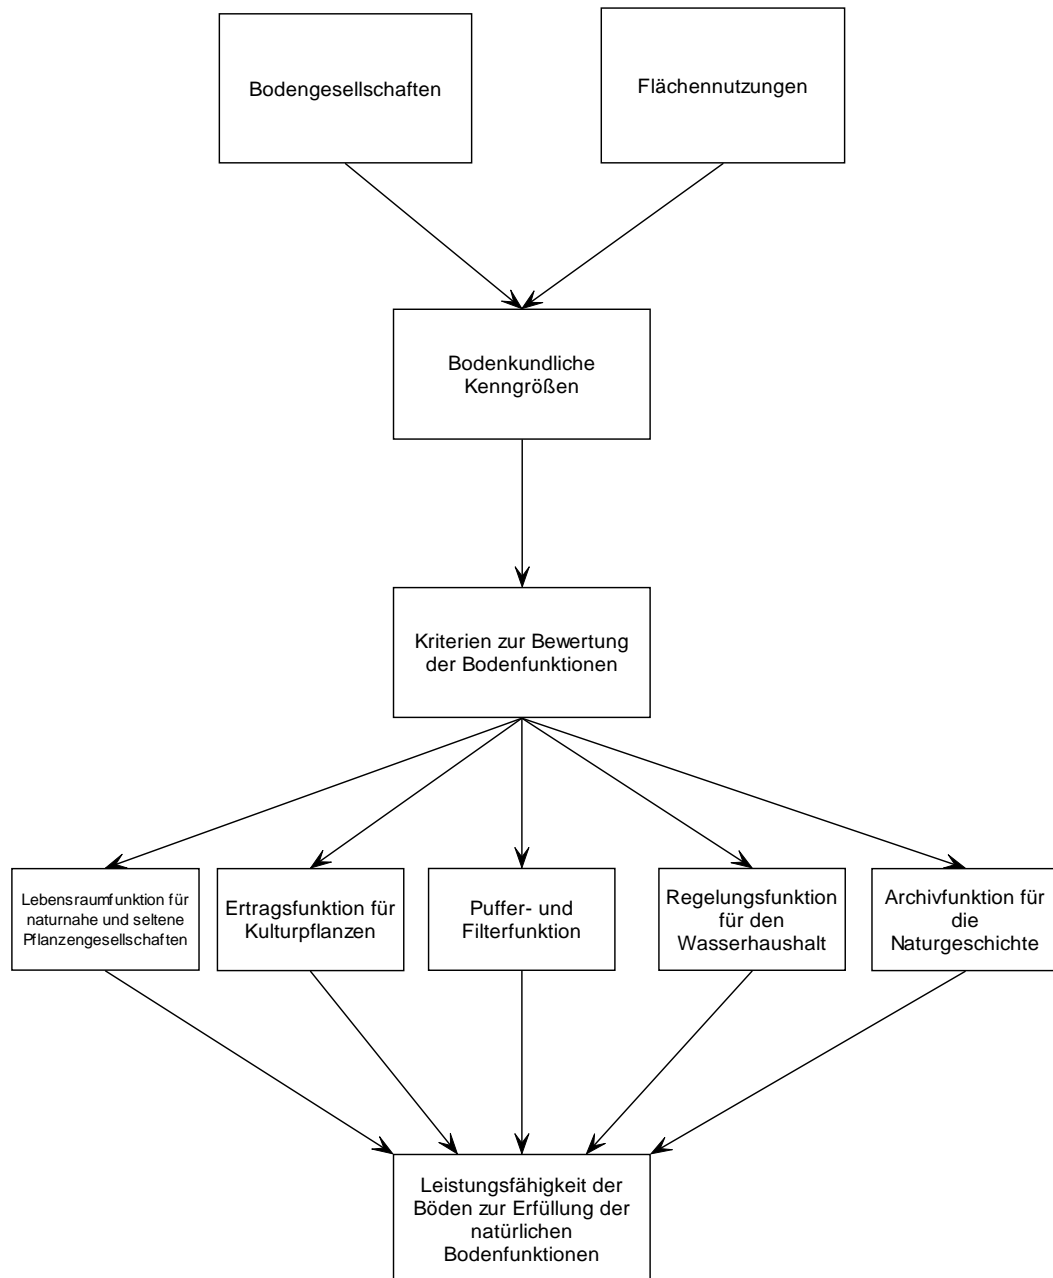 Bodengesellschaften
Flächennutzungen
Bodenkundliche
Kenngrößen
Kriterien zur Bewertung
der Bodenfunktionen
Lebensraumfunktion für
naturnahe und seltene
Pflanzengesellschaften
Ertragsfunktion für
Kulturpflanzen
Puffer- und
Filterfunktion
Regelungsfunktion
für den
Wasserhaushalt
Archivfunktion für
die
Naturgeschichte
Leistungsfähigkeit der
Böden zur Erfüllung der
natürlichen
Bodenfunktionen